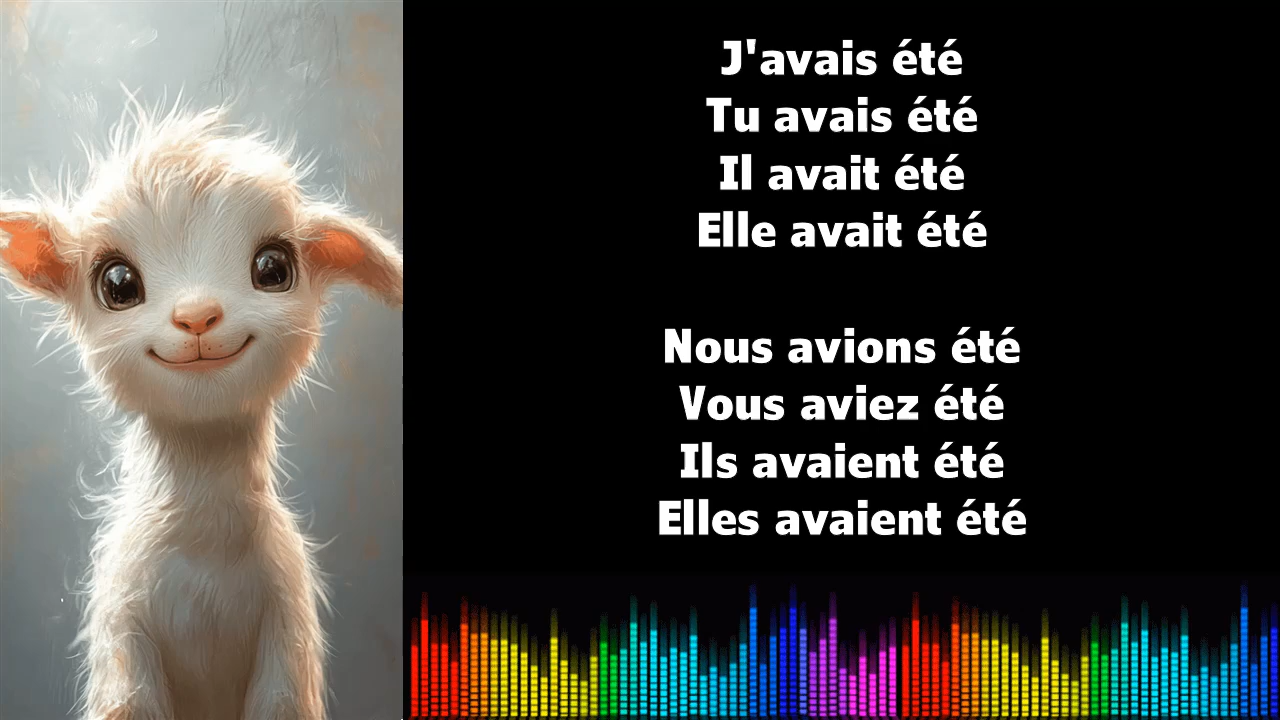 J'avais été
Tu avais été
Il avait été
Elle avait été
Nous avions été
Vous aviez été
Ils avaient été
Elles avaient été